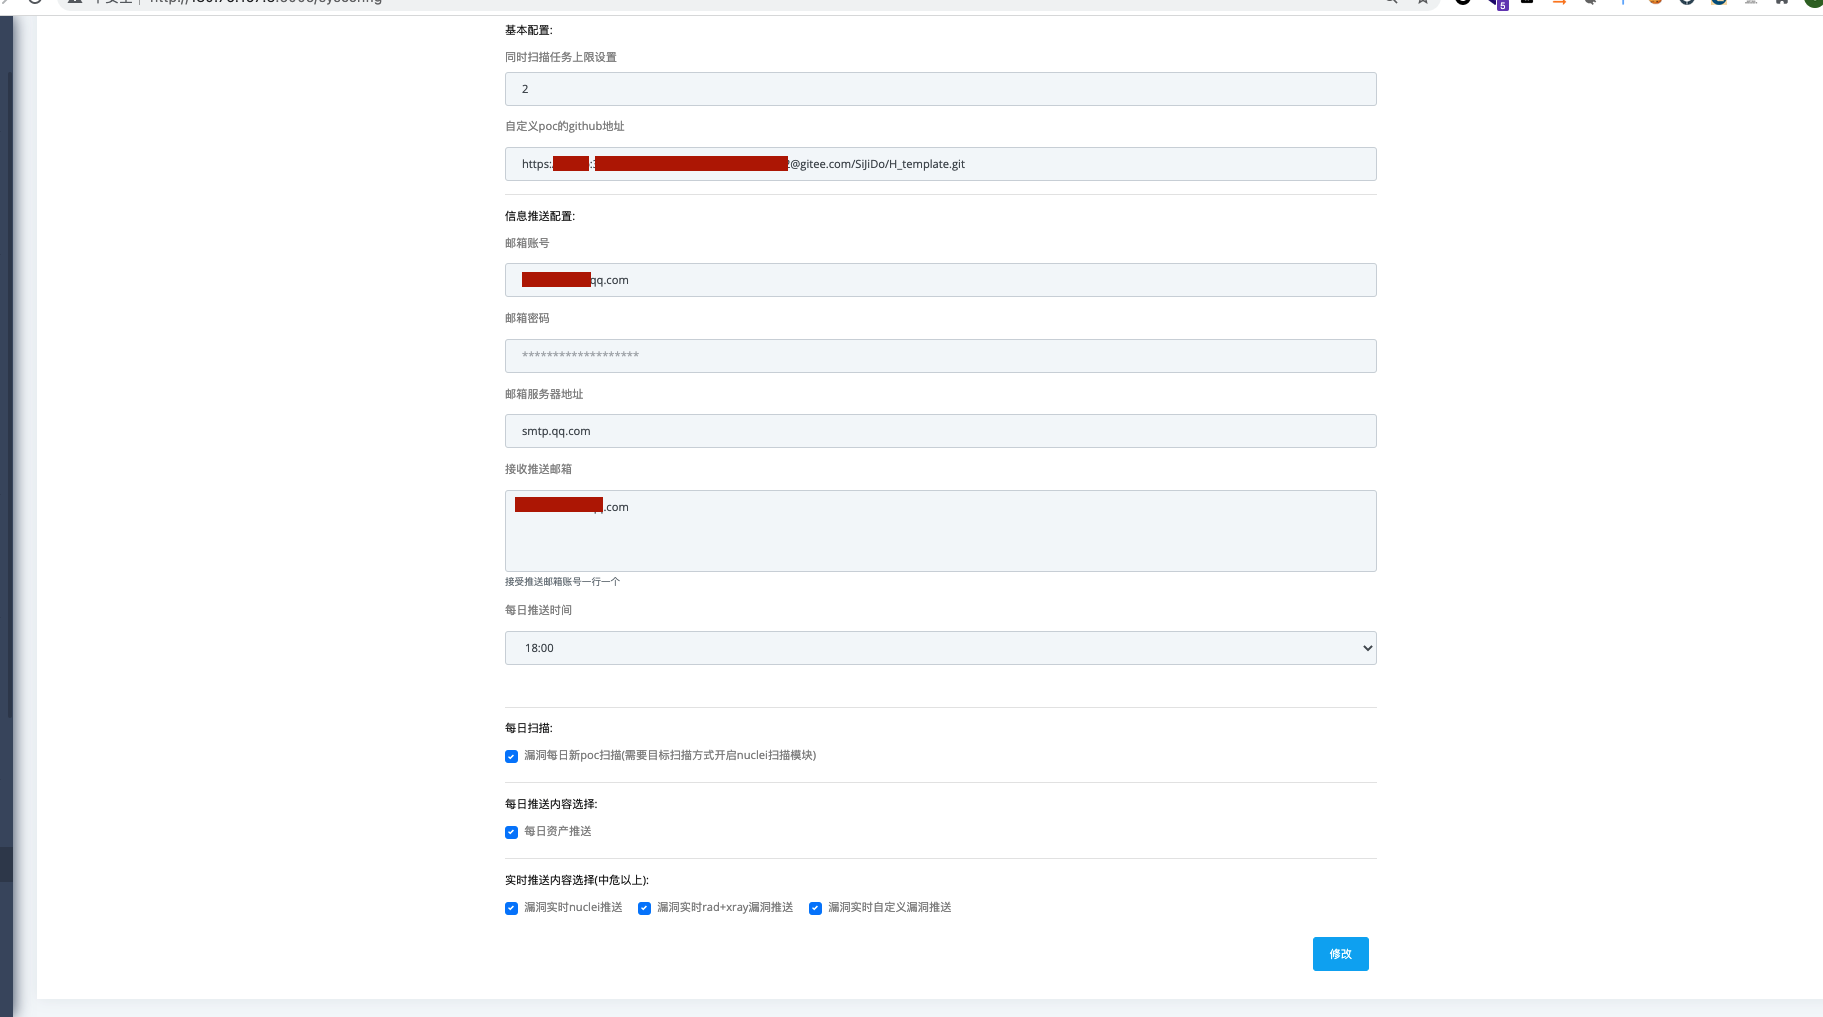 基本配置:
同时扫描任务上限设置
2
自定义poc的github地址
https: : @gitee.com/SiJiDo/H_template.git
信息推送配置:
邮箱账号
qq.com
邮箱密码
*******************
邮箱服务器地址
smtp.qq.com
接收推送邮箱
.com
接受推送邮箱账号一行一个
每日推送时间
18:00
每日扫描:
漏洞每日新poc扫描(需要目标扫描方式开启nuclei扫描模块)
每日推送内容选择:
每日资产推送
实时推送内容选择(中危以上):
漏洞实时nuclei推送 漏洞实时rad+xray漏洞推送 漏洞实时自定义漏洞推送
修改